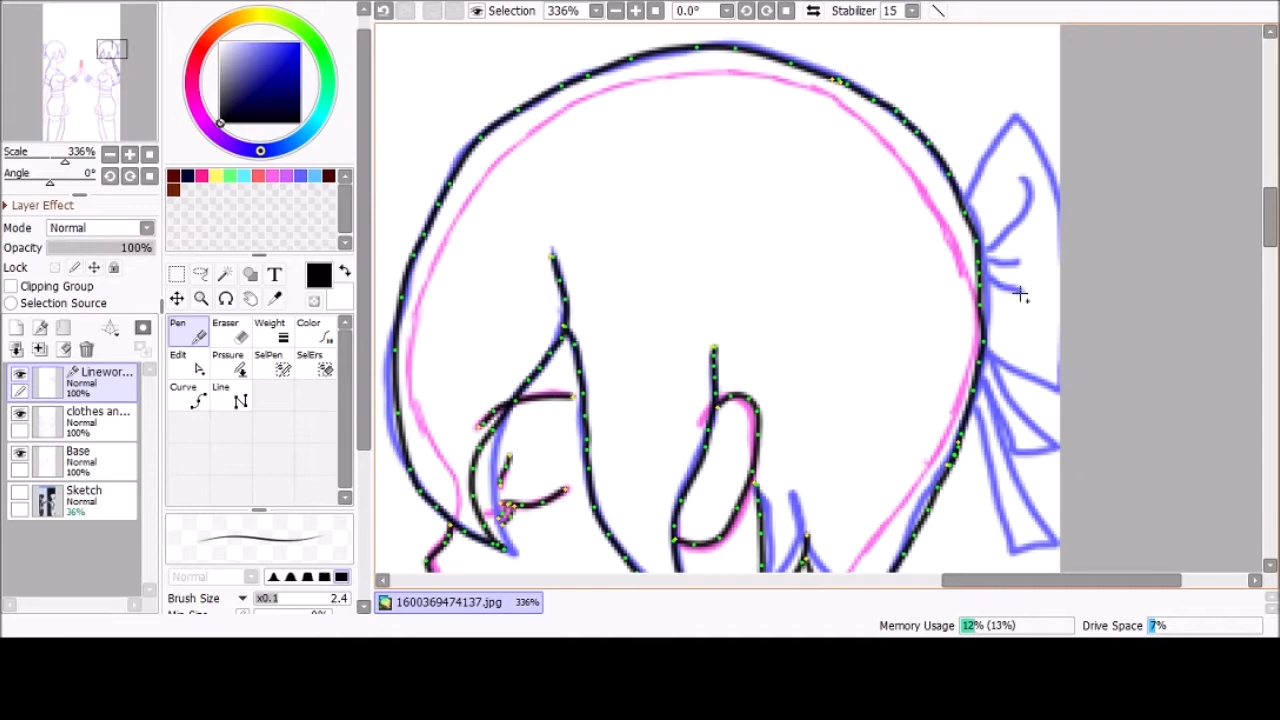 Selection 336% 0.0° Stabilizer 15
Scale 336%
Angle 0°
Layer Effect
Mode Normal
Opacity 100%
Lock
Clipping Group
Selection Source
Linewor...
Normal
100%
clothes an...
Normal
100%
Base
Normal
100%
Sketch
Normal
36%
T
Pen Eraser Weight Color
Edit Prssure SelPen SelErs
Curve Line
Normal
Brush Size x0.1 2.4
1600369474137.jpg 336%
Memory Usage 12% (13%) Drive Space 7%